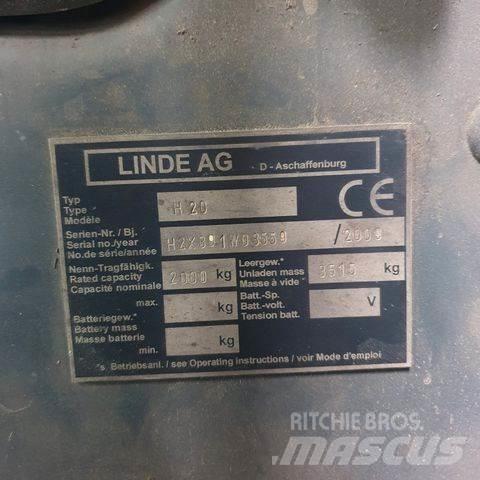 LINDE AG D - Aschaffenburg
CE
Typ
Type
Modèle
H 20
Serien-Nr. / Bj.
Serial no./year
No.de série/année
H2X391W03559 / 2009
Nenn-Tragfähigk.
Rated capacity
Capacité nominale
2000 kg
Leergew.*
Unladen mass
Masse à vide*
3515 kg
Batteriegew.*
Battery mass
Masse batterie
max. kg
min. kg
Batt.-Sp.
Batt.-volt.
Tension batt.
V
*s. Betriebsanl. / see Operating instructions / voir Mode d'emploi
RITCHIE BROS.
MASCUS